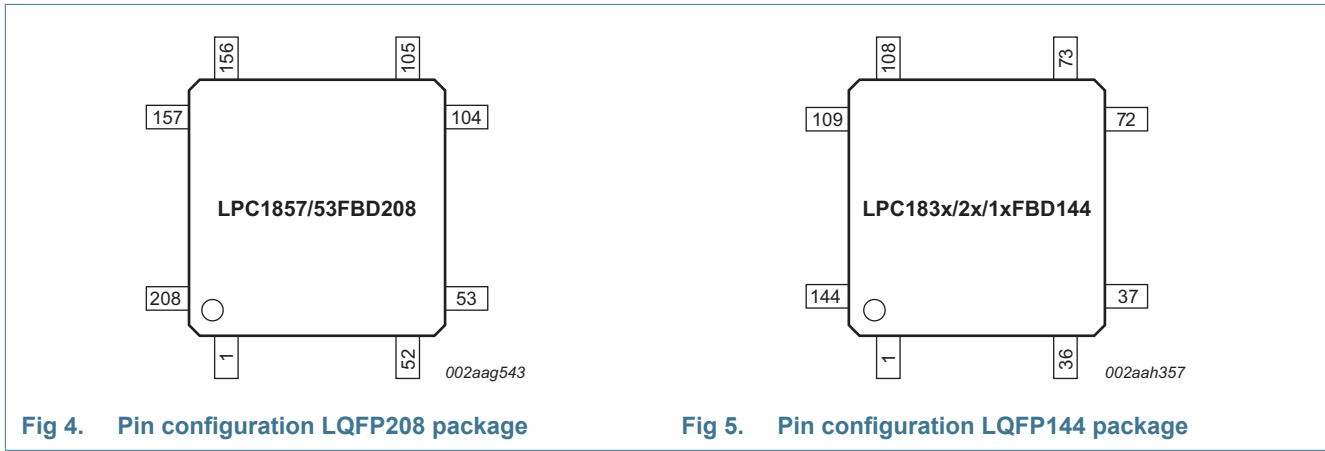 156
105
157
104
LPC1857/53FBD208
208
53
1
52
002aag543
Fig 4. Pin configuration LQFP208 package
108
73
109
72
LPC183x/2x/1xFBD144
144
37
1
36
002aah357
Fig 5. Pin configuration LQFP144 package